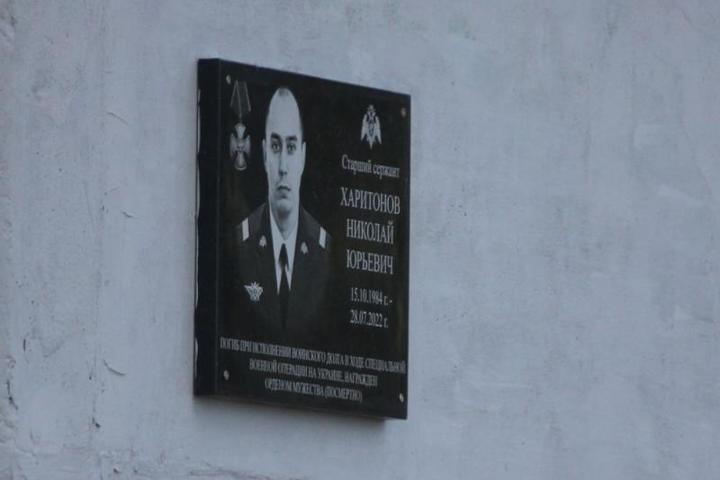 Старший сержант
ХАРИТОНОВ
НИКОЛАЙ
ЮРЬЕВИЧ
15.10.1984 г. -
28.07.2022 г.
ПОГИБ ПРИ ИСПОЛНЕНИИ ВОИНСКОГО ДОЛГА В ХОДЕ СПЕЦИАЛЬНОЙ
ВОЕННОЙ ОПЕРАЦИИ НА УКРАИНЕ, НАГРАЖДЕН
ОРДЕНОМ МУЖЕСТВА (ПОСМЕРТНО)